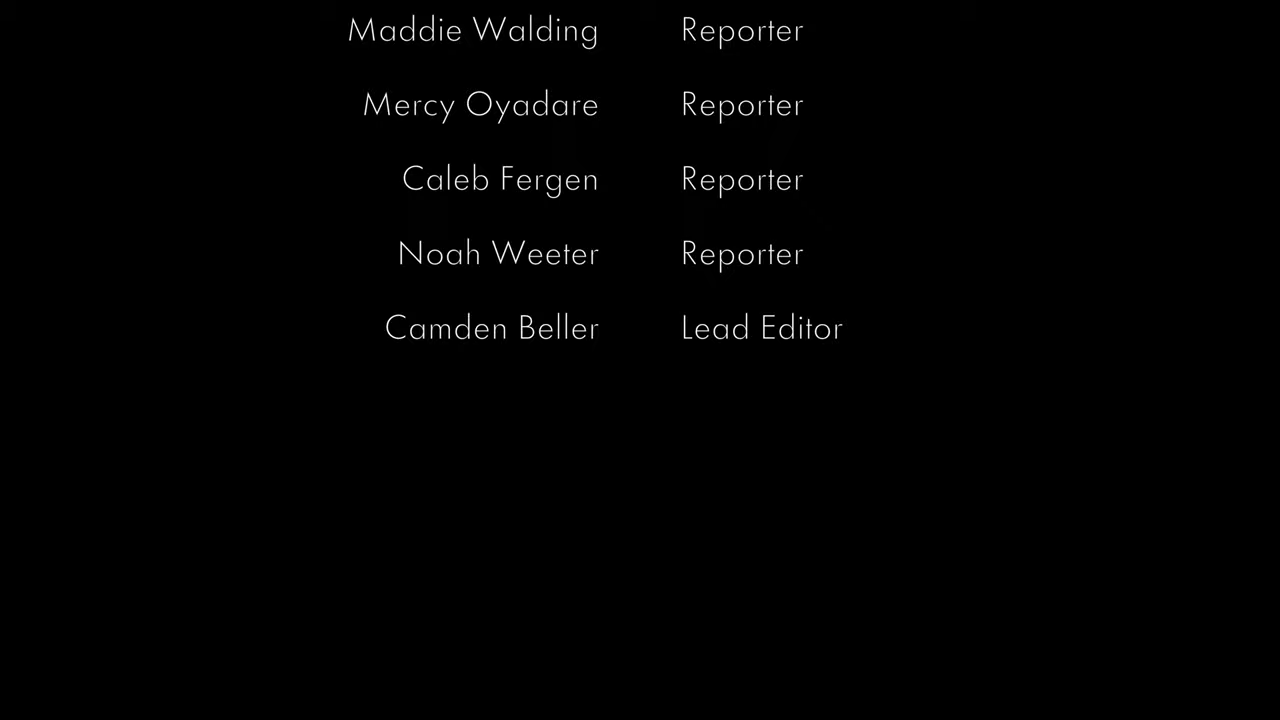 Maddie Walding Reporter
Mercy Oyadare Reporter
Caleb Fergen Reporter
Noah Weeter Reporter
Camden Beller Lead Editor